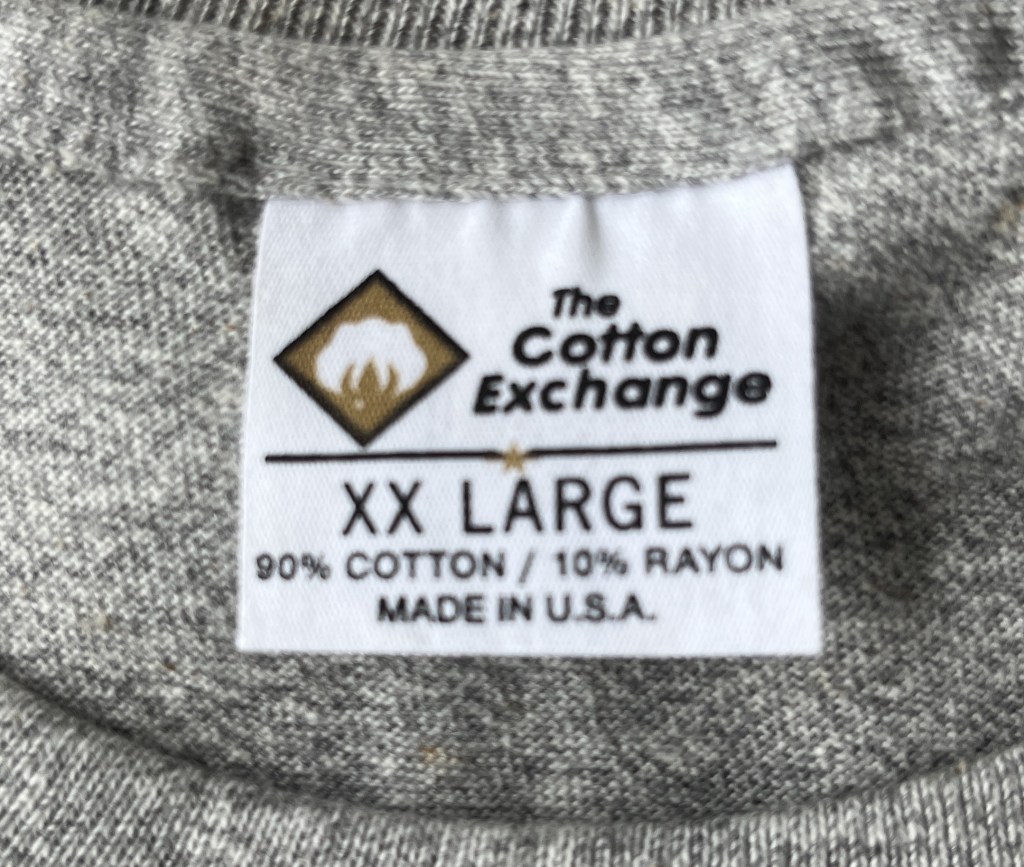 The
Cotton
Exchange
XX LARGE
90% COTTON / 10% RAYON
MADE IN U.S.A.